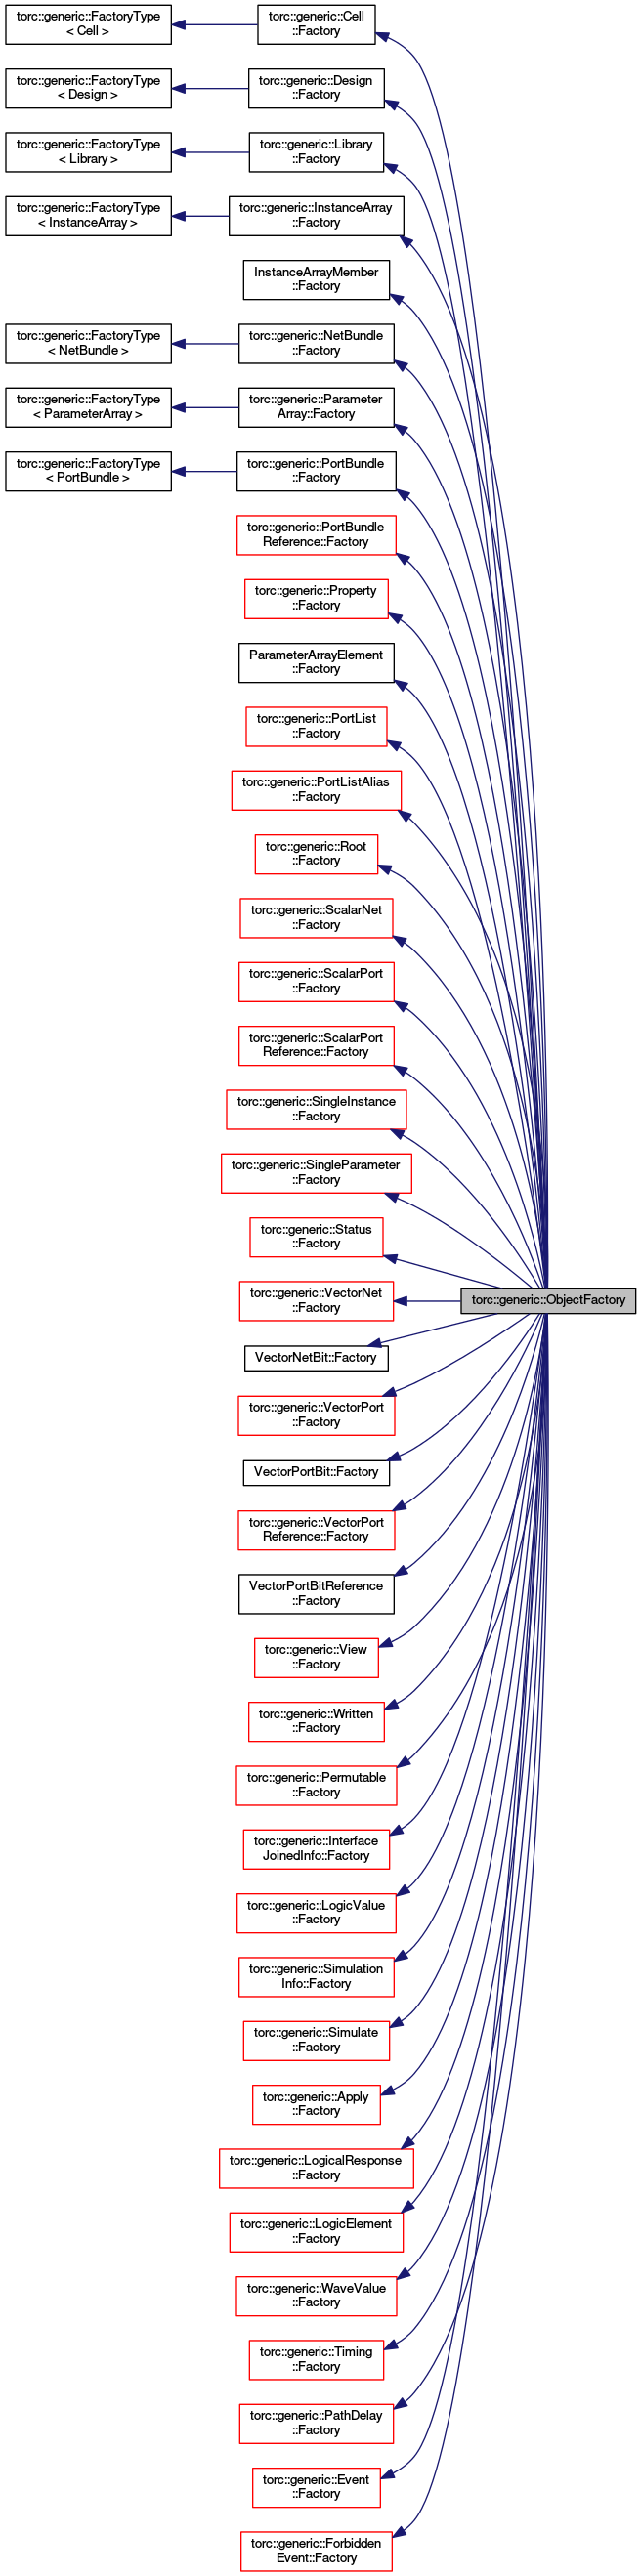 torc::generic::FactoryType
< Cell >
torc::generic::Cell
::Factory
torc::generic::FactoryType
< Design >
torc::generic::Design
::Factory
torc::generic::FactoryType
< Library >
torc::generic::Library
::Factory
torc::generic::FactoryType
< InstanceArray >
torc::generic::InstanceArray
::Factory
InstanceArrayMember
::Factory
torc::generic::FactoryType
< NetBundle >
torc::generic::NetBundle
::Factory
torc::generic::FactoryType
< ParameterArray >
torc::generic::Parameter
Array::Factory
torc::generic::FactoryType
< PortBundle >
torc::generic::PortBundle
::Factory
torc::generic::PortBundle
Reference::Factory
torc::generic::Property
::Factory
ParameterArrayElement
::Factory
torc::generic::PortList
::Factory
torc::generic::PortListAlias
::Factory
torc::generic::Root
::Factory
torc::generic::ScalarNet
::Factory
torc::generic::ScalarPort
::Factory
torc::generic::ScalarPort
Reference::Factory
torc::generic::SingleInstance
::Factory
torc::generic::SingleParameter
::Factory
torc::generic::Status
::Factory
torc::generic::VectorNet
::Factory
torc::generic::ObjectFactory
VectorNetBit::Factory
torc::generic::VectorPort
::Factory
VectorPortBit::Factory
torc::generic::VectorPort
Reference::Factory
VectorPortBitReference
::Factory
torc::generic::View
::Factory
torc::generic::Written
::Factory
torc::generic::Permutable
::Factory
torc::generic::Interface
JoinedInfo::Factory
torc::generic::LogicValue
::Factory
torc::generic::Simulation
Info::Factory
torc::generic::Simulate
::Factory
torc::generic::Apply
::Factory
torc::generic::LogicalResponse
::Factory
torc::generic::LogicElement
::Factory
torc::generic::WaveValue
::Factory
torc::generic::Timing
::Factory
torc::generic::PathDelay
::Factory
torc::generic::Event
::Factory
torc::generic::Forbidden
Event::Factory